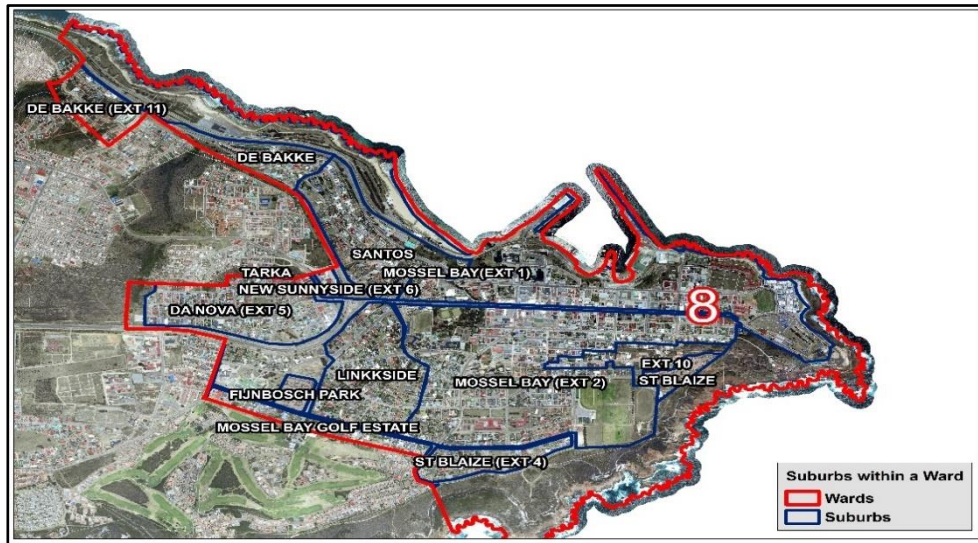 DE BAKKE (EXT 11)
DE BAKKE
SANTOS
TARKA
MOSSEL BAY(EXT 1)
NEW SUNNYSIDE (EXT 6)
DA NOVA (EXT 5)
8
EXT 10
LINKKSIDE
MOSSEL BAY (EXT 2)
ST BLAIZE
FIJNBOSCH PARK
MOSSEL BAY GOLF ESTATE
ST BLAIZE (EXT 4)
Suburbs within a Ward
Wards
Suburbs